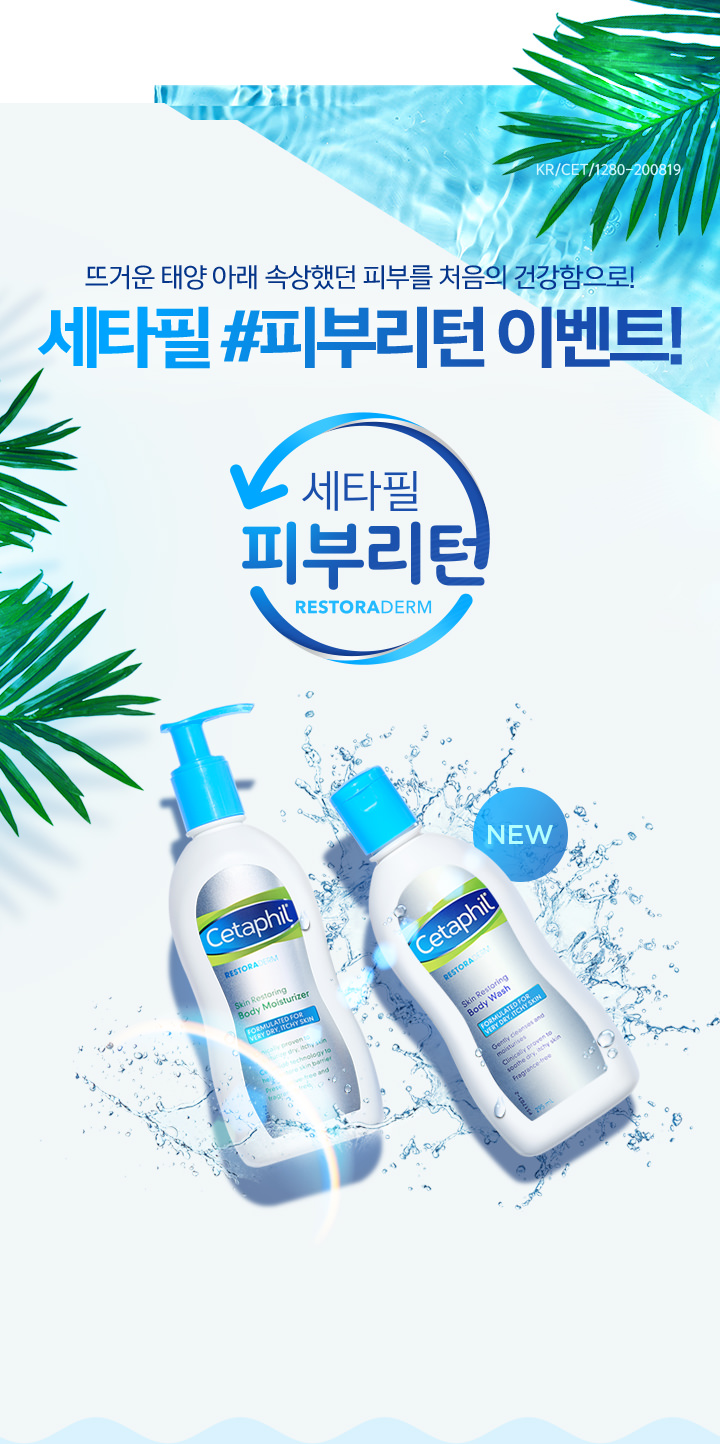 KR/CET/1280-200819
뜨거운 태양 아래 속상했던 피부를 처음의 건강함으로!
세타필 #피부리턴 이벤트!
세타필
피부리턴
RESTORADERM
NEW
Cetaphil
RESTORADERM
Skin Restoring
Body Moisturizer
FORMULATED FOR
VERY DRY, ITCHY SKIN
Cetaphil
RESTORADERM
Skin Restoring
Body Wash
FORMULATED FOR
VERY DRY, ITCHY SKIN
Gently cleanses and
moisturises
Clinically proven to
soothe dry, itchy skin
Fragrance-free